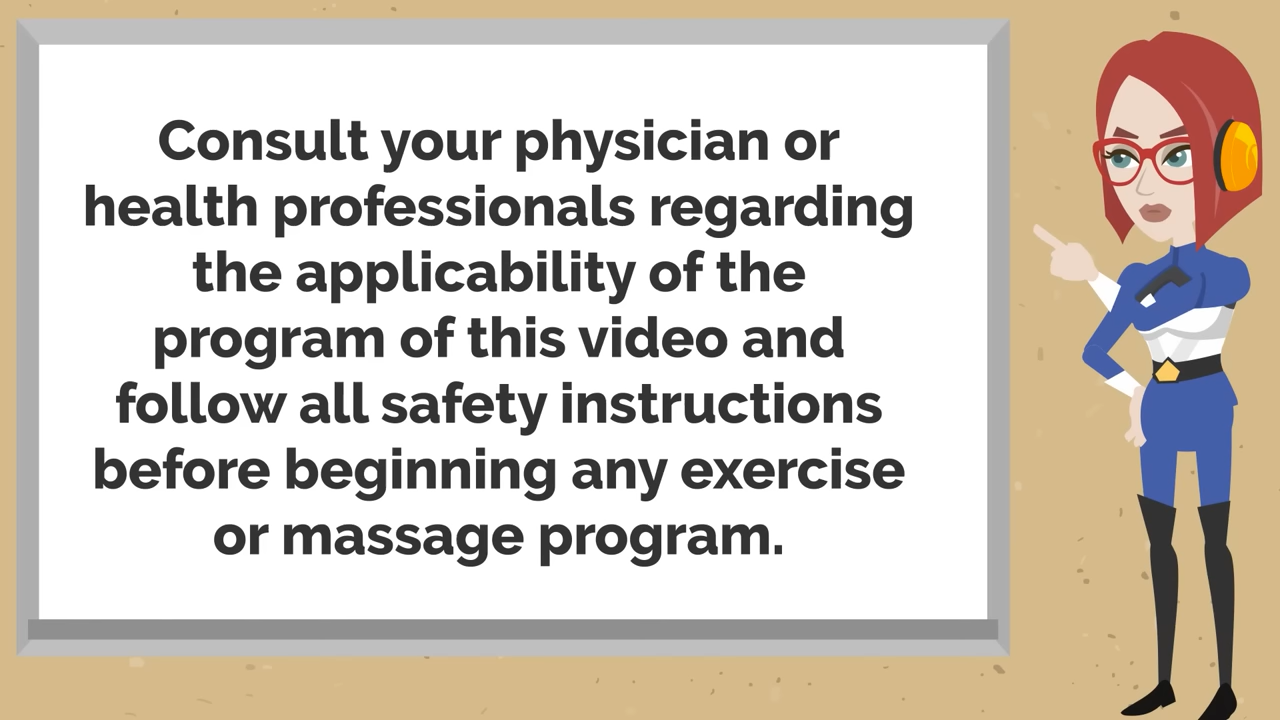 Consult your physician or
health professionals regarding
the applicability of the
program of this video and
follow all safety instructions
before beginning any exercise
or massage program.